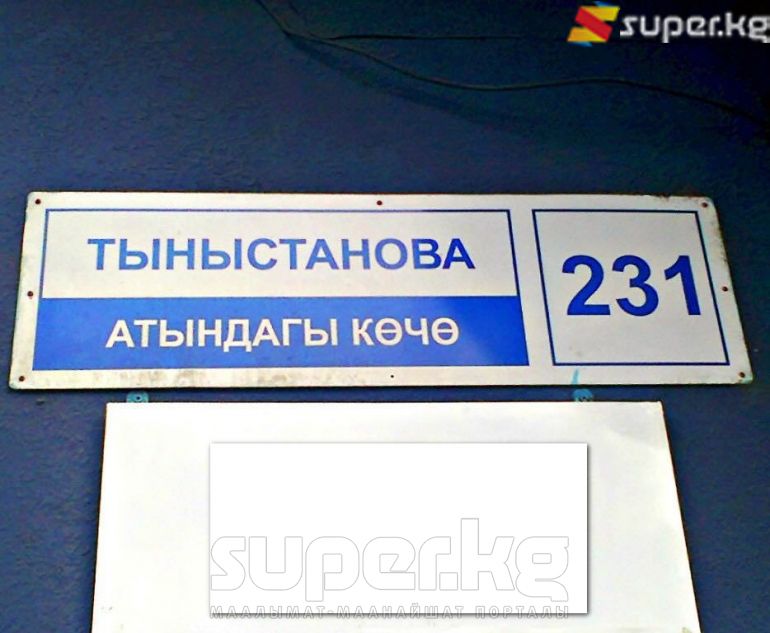 super.kg
ТЫНЫСТАНОВА
АТЫНДАГЫ КӨЧӨ
231
super.kg
МААЛЫМАТ-МААНАЙШАТ ПОРТАЛЫ